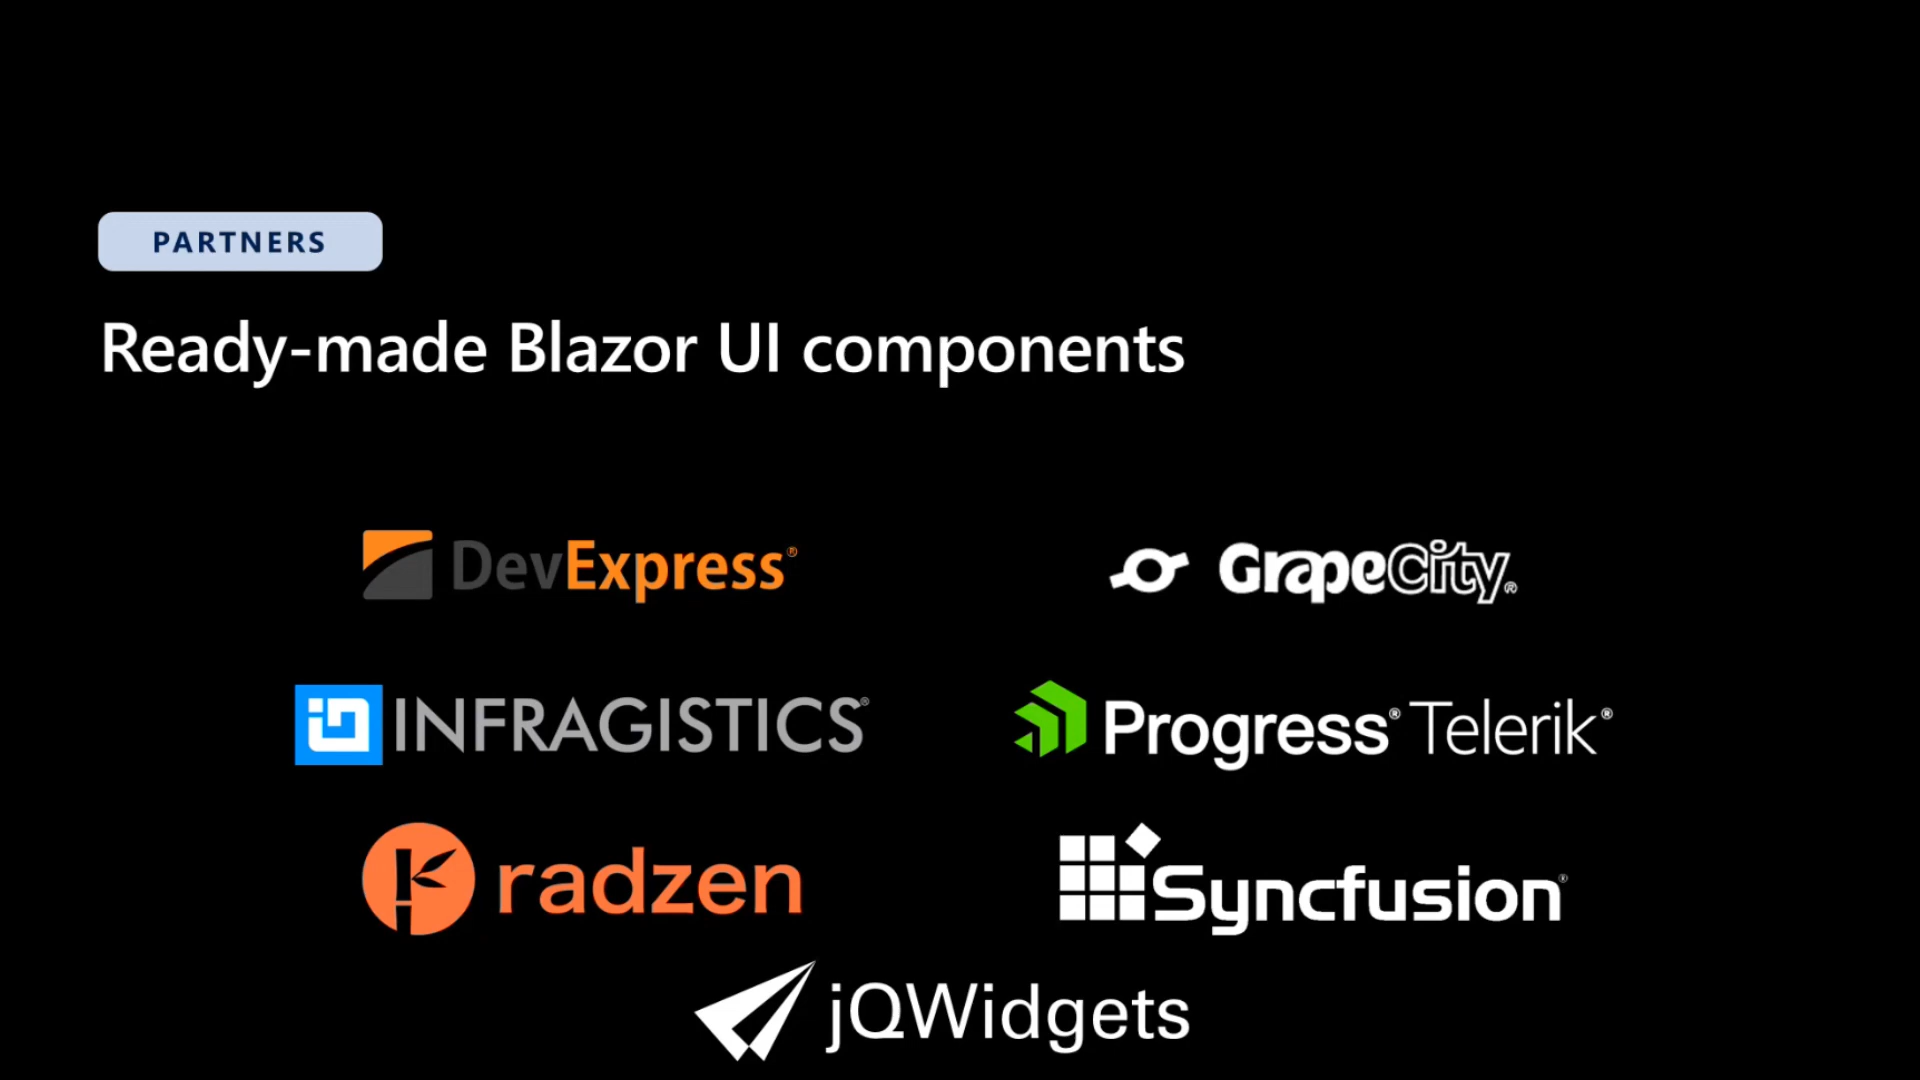 PARTNERS
Ready-made Blazor UI components
DevExpress®
GrapeCity®
INFRAGISTICS®
Progress® Telerik®
radzen
Syncfusion®
jQWidgets